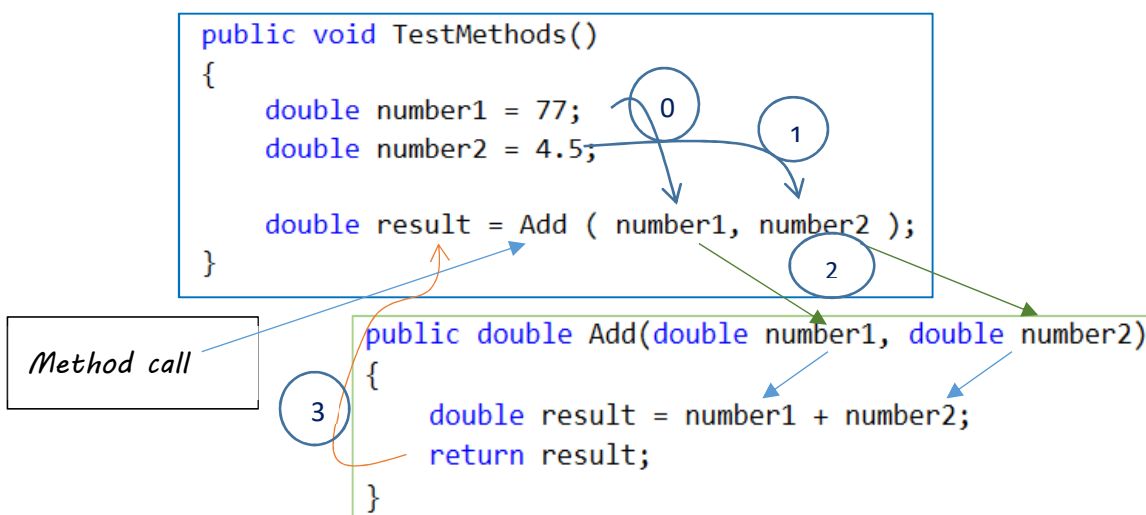 public void TestMethods()
{
double number1 = 77;
0
double number2 = 4.5;
1
double result = Add ( number1, number2 );
}
2
Method call
public double Add(double number1, double number2)
{
3
double result = number1 + number2;
return result;
}